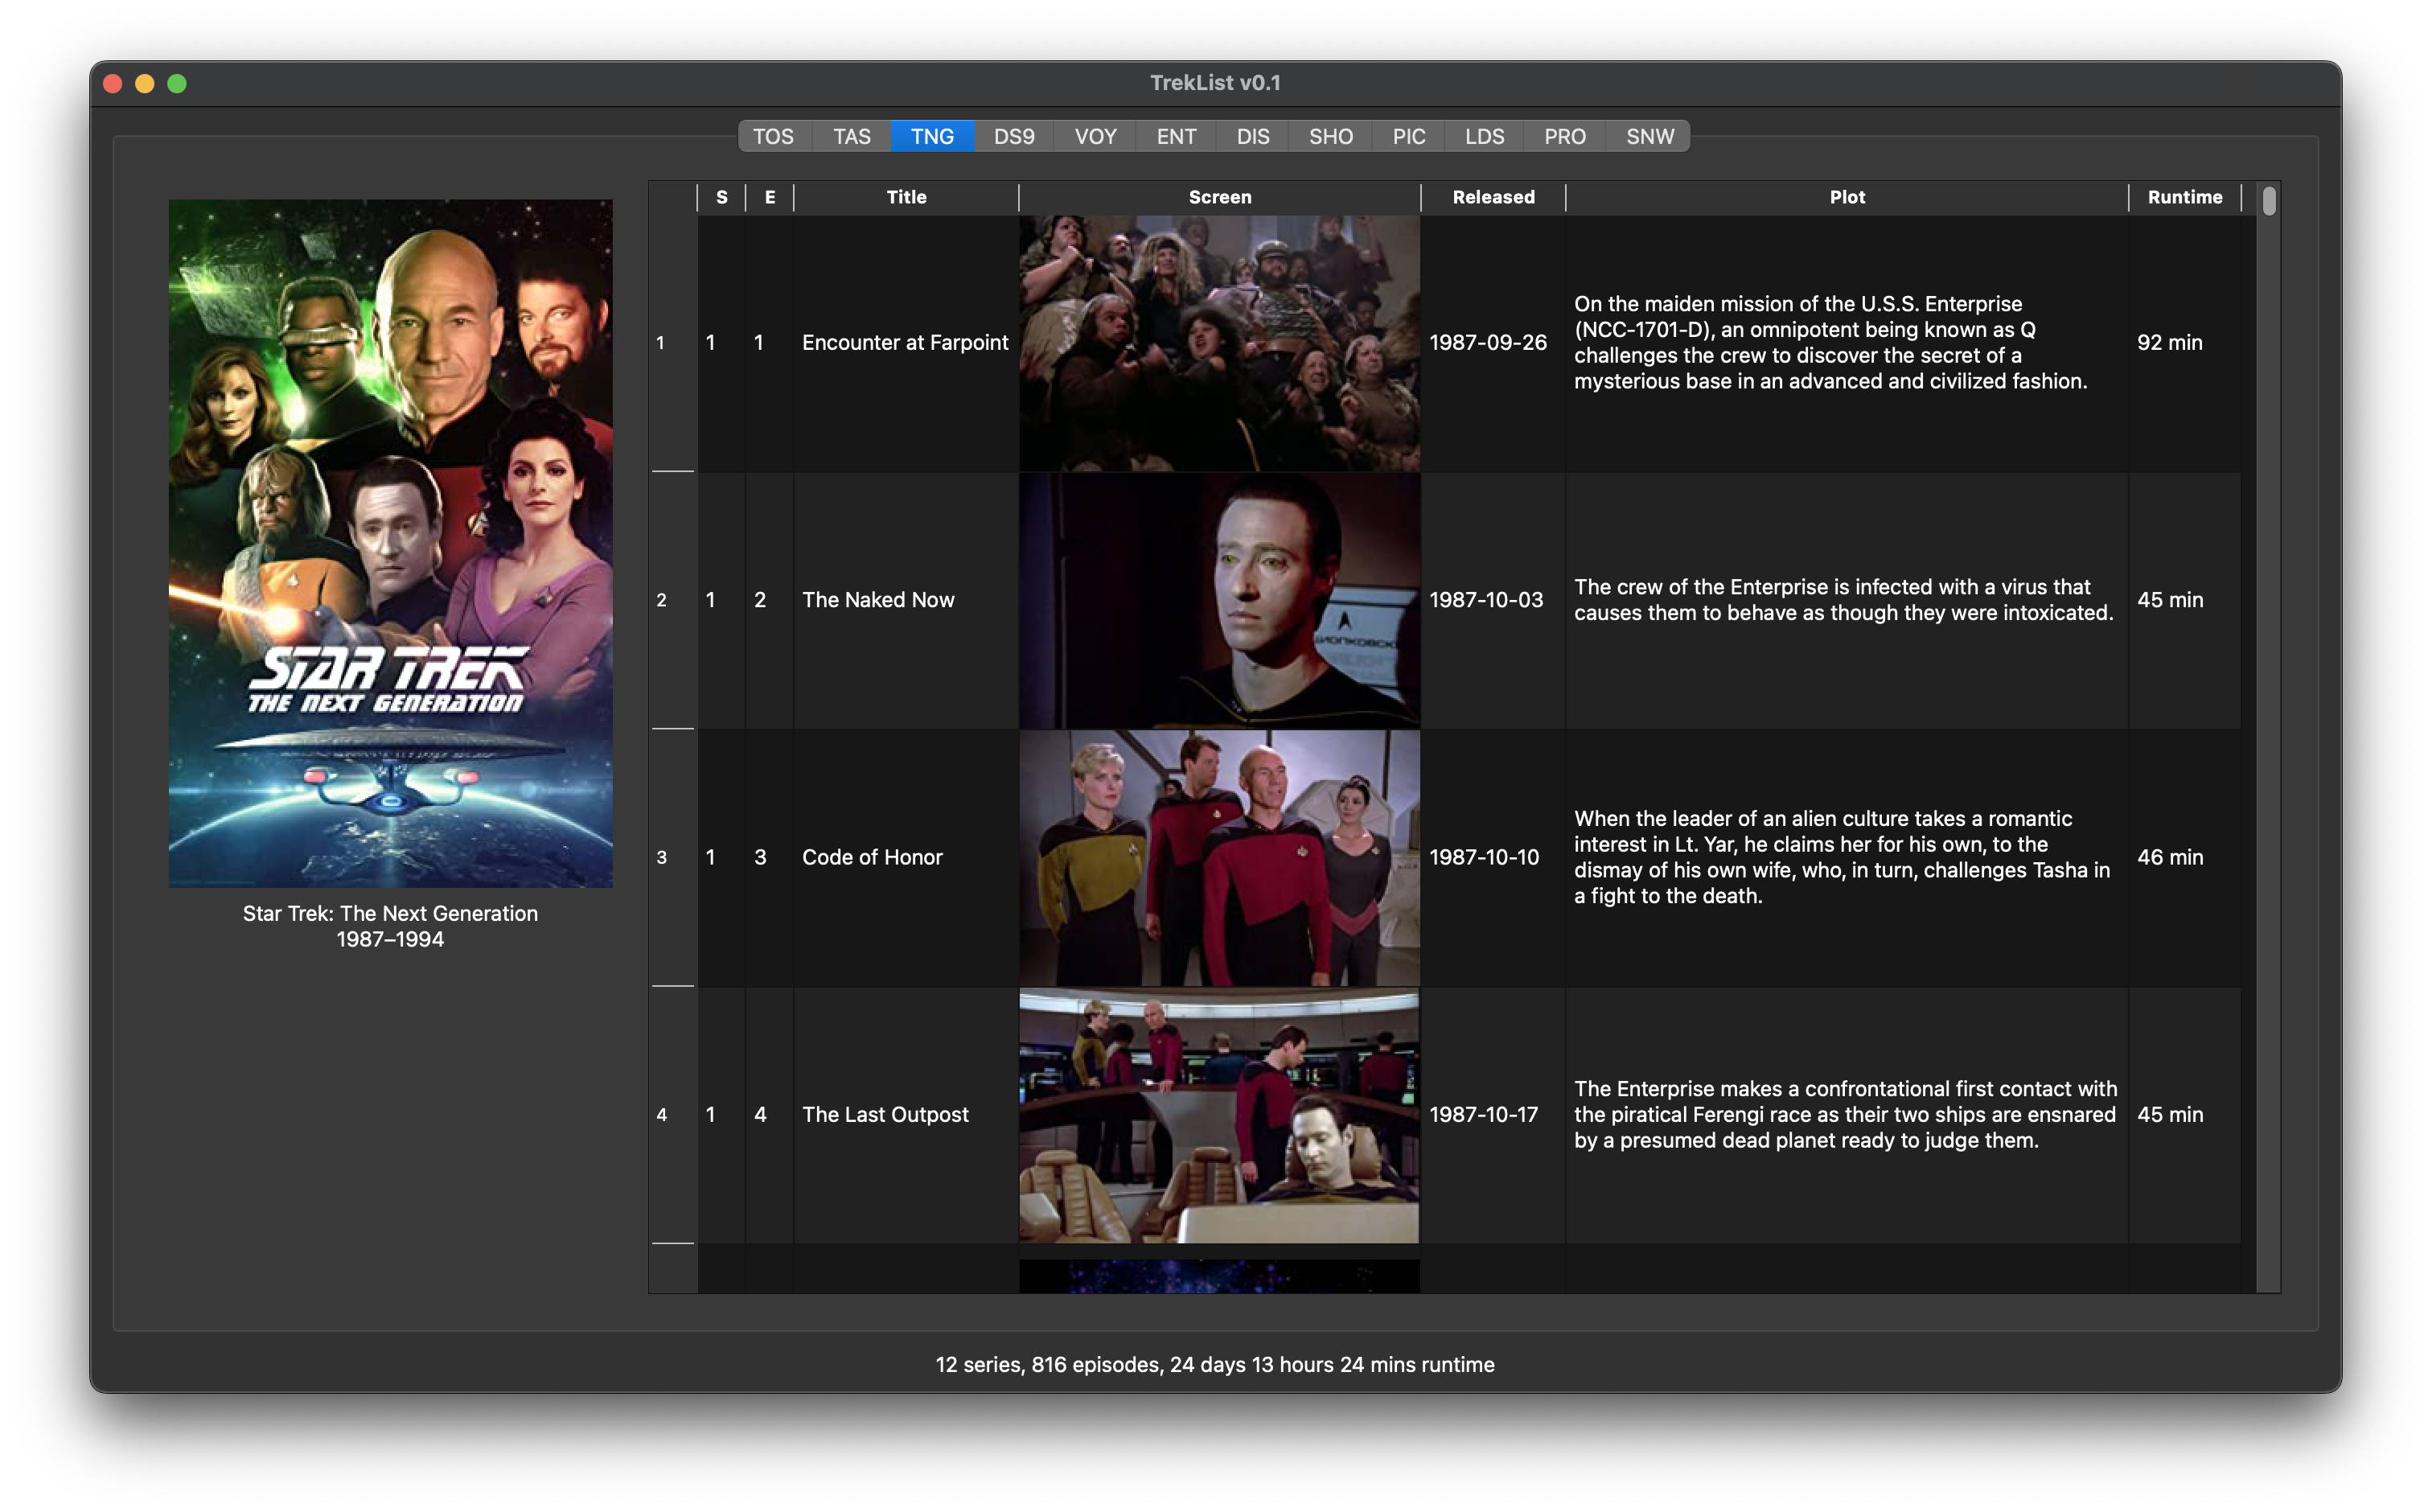 TrekList v0.1
TOS TAS TNG DS9 VOY ENT DIS SHO PIC LDS PRO SNW
STAR TREK
THE NEXT GENERATION
Star Trek: The Next Generation
1987–1994
S E Title Screen Released Plot Runtime
1 1 1 Encounter at Farpoint 1987-09-26
On the maiden mission of the U.S.S. Enterprise
(NCC-1701-D), an omnipotent being known as Q
challenges the crew to discover the secret of a
mysterious base in an advanced and civilized fashion.
92 min
2 1 2 The Naked Now 1987-10-03
The crew of the Enterprise is infected with a virus that
causes them to behave as though they were intoxicated.
45 min
3 1 3 Code of Honor 1987-10-10
When the leader of an alien culture takes a romantic
interest in Lt. Yar, he claims her for his own, to the
dismay of his own wife, who, in turn, challenges Tasha in
a fight to the death.
46 min
4 1 4 The Last Outpost 1987-10-17
The Enterprise makes a confrontational first contact with
the piratical Ferengi race as their two ships are ensnared
by a presumed dead planet ready to judge them.
45 min
12 series, 816 episodes, 24 days 13 hours 24 mins runtime